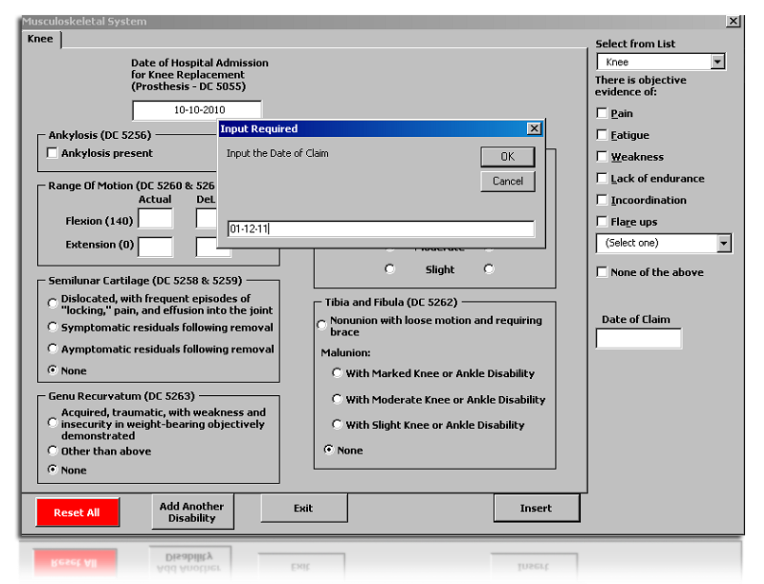 Musculoskeletal System
Knee
Date of Hospital Admission
for Knee Replacement
(Prosthesis - DC 5055)
10-10-2010
Ankylosis (DC 5256)
Ankylosis present
Range Of Motion (DC 5260 & 526
Actual DeL
Flexion (140)
Extension (0)
Semilunar Cartilage (DC 5258 & 5259)
Dislocated, with frequent episodes of
"locking," pain, and effusion into the joint
Symptomatic residuals following removal
Aymptomatic residuals following removal
None
Genu Recurvatum (DC 5263)
Acquired, traumatic, with weakness and
insecurity in weight-bearing objectively
demonstrated
Other than above
None
Input Required
Input the Date of Claim
OK
Cancel
01-12-11
Moderate
Slight
Tibia and Fibula (DC 5262)
Nonunion with loose motion and requiring
brace
Malunion:
With Marked Knee or Ankle Disability
With Moderate Knee or Ankle Disability
With Slight Knee or Ankle Disability
None
Select from List
Knee
There is objective
evidence of:
Pain
Fatigue
Weakness
Lack of endurance
Incoordination
Flare ups
(Select one)
None of the above
Date of Claim
Reset All
Add Another
Disability
Exit
Insert